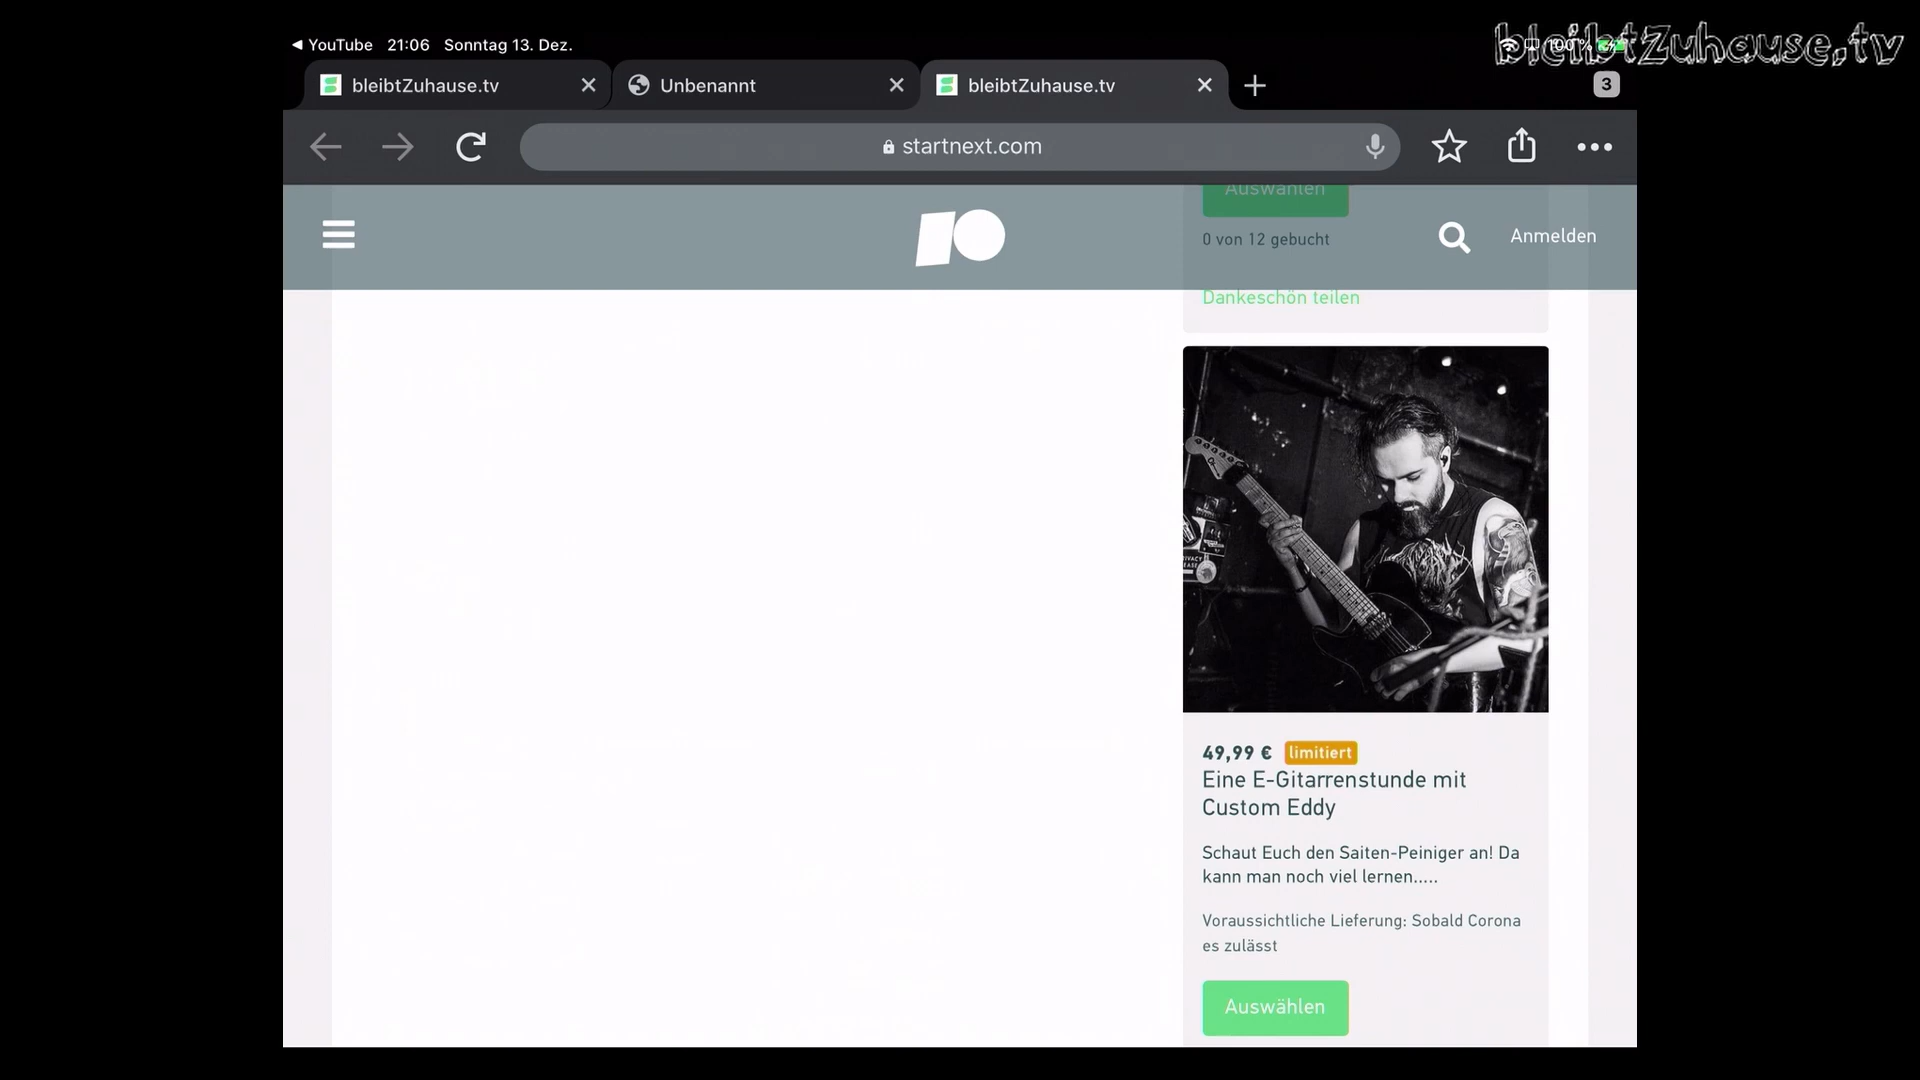 bleibtZuhause.tv
YouTube 21:06 Sonntag 13. Dez. 100 %
bleibtZuhause.tv
Unbenannt
bleibtZuhause.tv
3
startnext.com
Auswählen
0 von 12 gebucht
Anmelden
Dankeschön teilen
49,99 € limitiert
Eine E-Gitarrenstunde mit
Custom Eddy
Schaut Euch den Saiten-Peiniger an! Da
kann man noch viel lernen.....
Voraussichtliche Lieferung: Sobald Corona
es zulässt
Auswählen